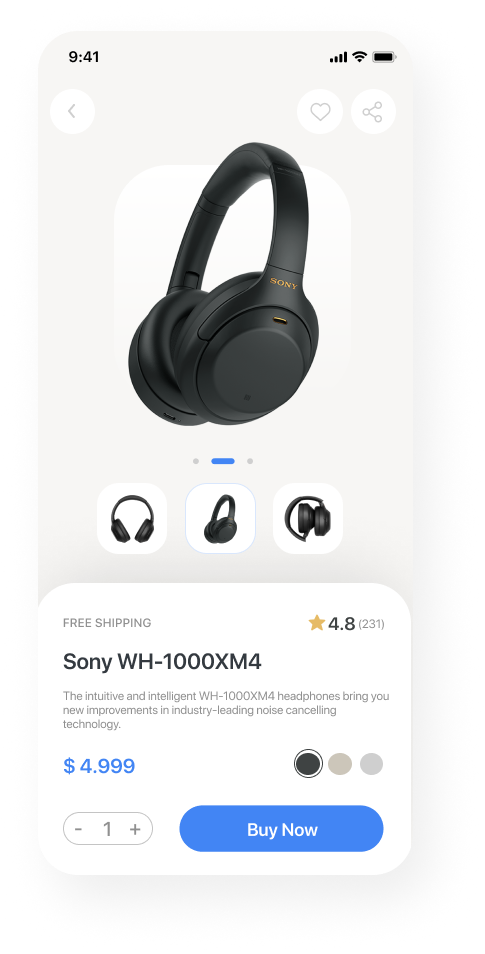 9:41
SONY
FREE SHIPPING
4.8 (231)
Sony WH-1000XM4
The intuitive and intelligent WH-1000XM4 headphones bring you
new improvements in industry-leading noise cancelling
technology.
$ 4.999
- 1 +
Buy Now